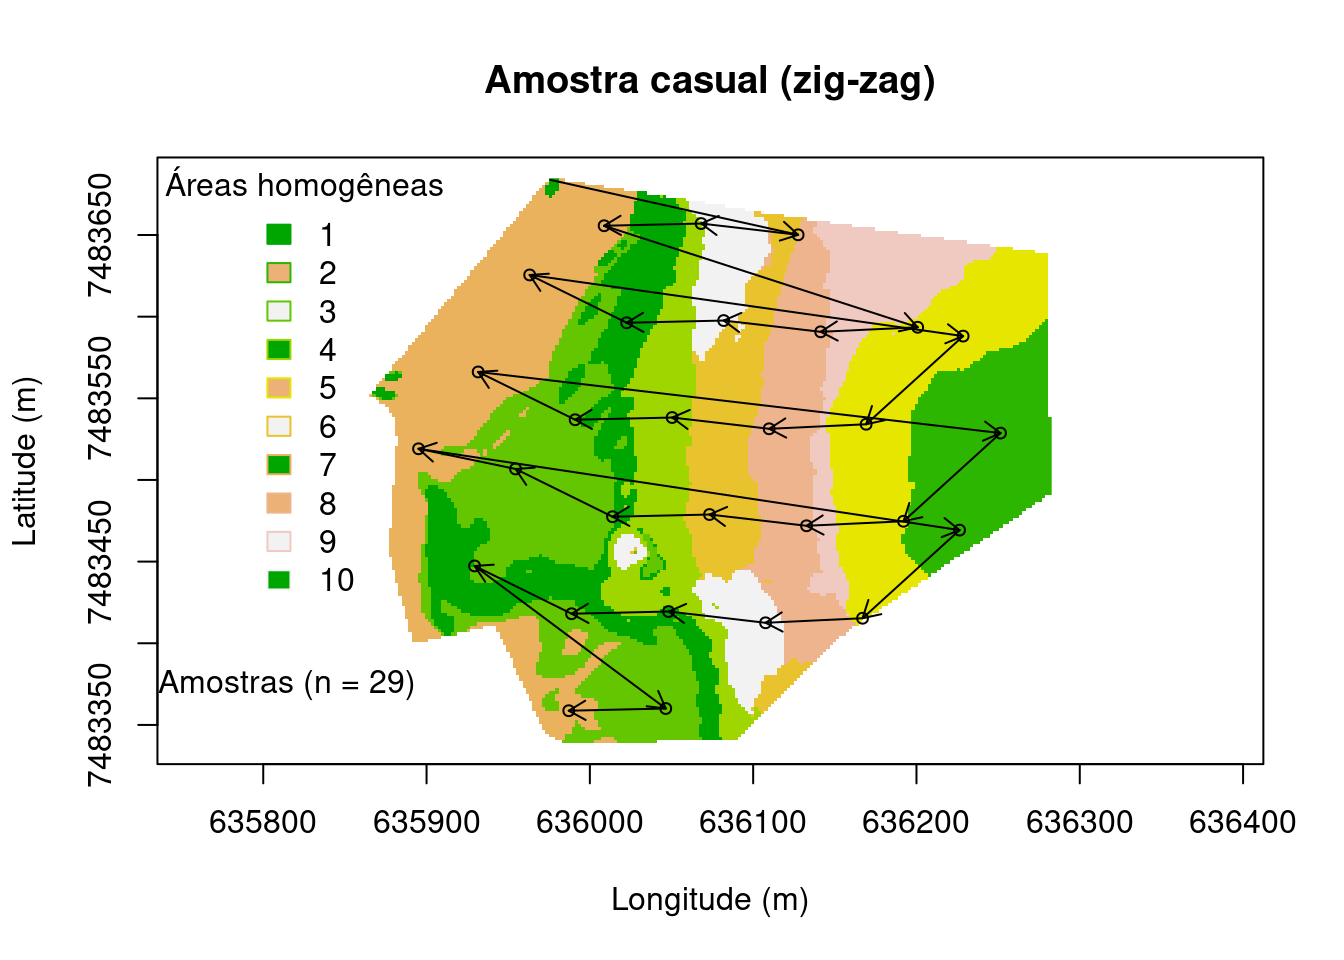 Amostra casual (zig-zag)
Áreas homogêneas
1
2
3
4
5
6
7
8
9
10
Amostras (n = 29)
Latitude (m)
7483650
7483550
7483450
7483350
635800 635900 636000 636100 636200 636300 636400
Longitude (m)